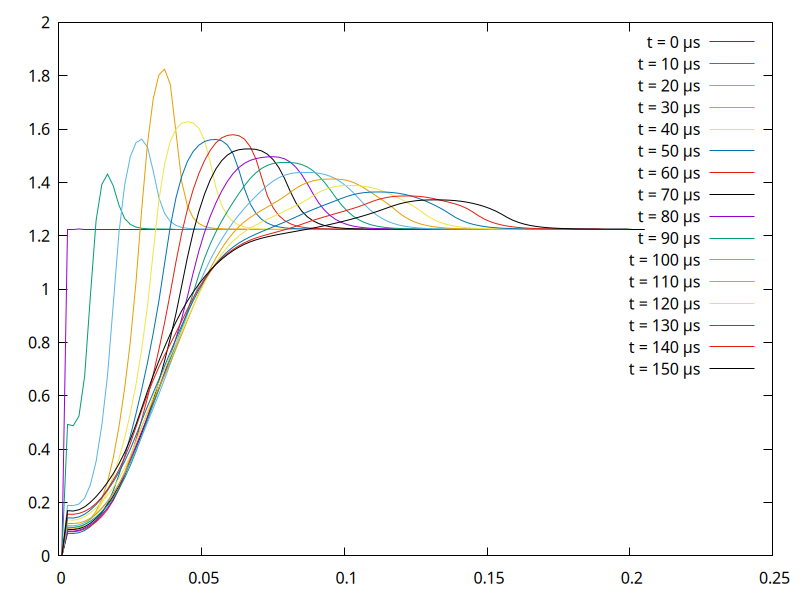 2
1.8
1.6
1.4
1.2
1
0.8
0.6
0.4
0.2
0
0 0.05 0.1 0.15 0.2 0.25
t = 0 µs
t = 10 µs
t = 20 µs
t = 30 µs
t = 40 µs
t = 50 µs
t = 60 µs
t = 70 µs
t = 80 µs
t = 90 µs
t = 100 µs
t = 110 µs
t = 120 µs
t = 130 µs
t = 140 µs
t = 150 µs